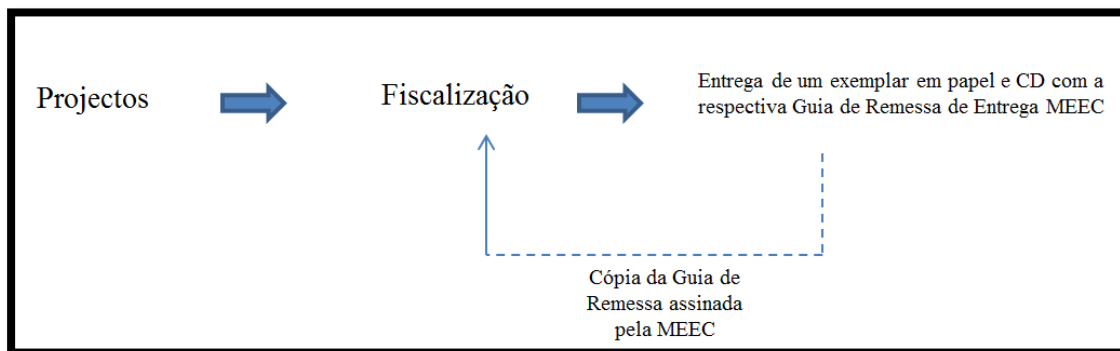 Projectos
Fiscalização
Entrega de um exemplar em papel e CD com a
respectiva Guia de Remessa de Entrega MEEC
Cópia da Guia de
Remessa assinada
pela MEEC